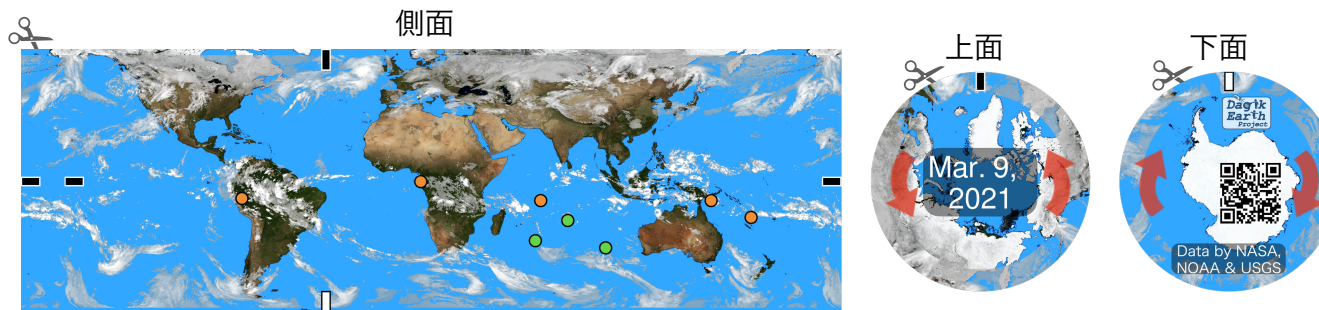 側面
上面
下面
Dagik
Earth
Project
Mar. 9,
2021
Data by NASA,
NOAA & USGS